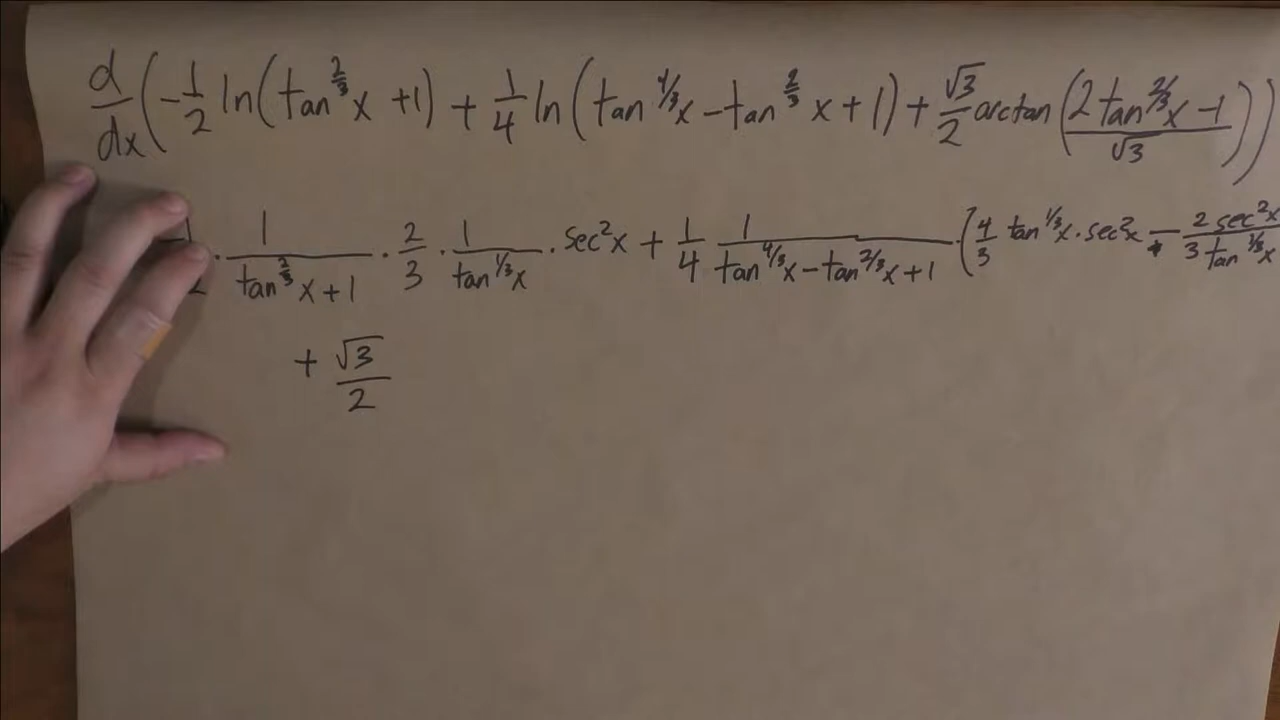 d/dx(-1/2 ln(tan^{2/3}x +1) + 1/4 ln(tan^{4/3}x - tan^{2/3}x + 1) + √3/2 arctan((2tan^{2/3}x - 1)/√3))
1/2 · 1/(tan^{2/3}x + 1) · 2/3 · 1/(tan^{1/3}x) · sec²x + 1/4 1/(tan^{4/3}x - tan^{2/3}x + 1) · (4/3 tan^{1/3}x · sec²x - 2/3 sec²x/(tan^{1/3}x)
+ √3/2